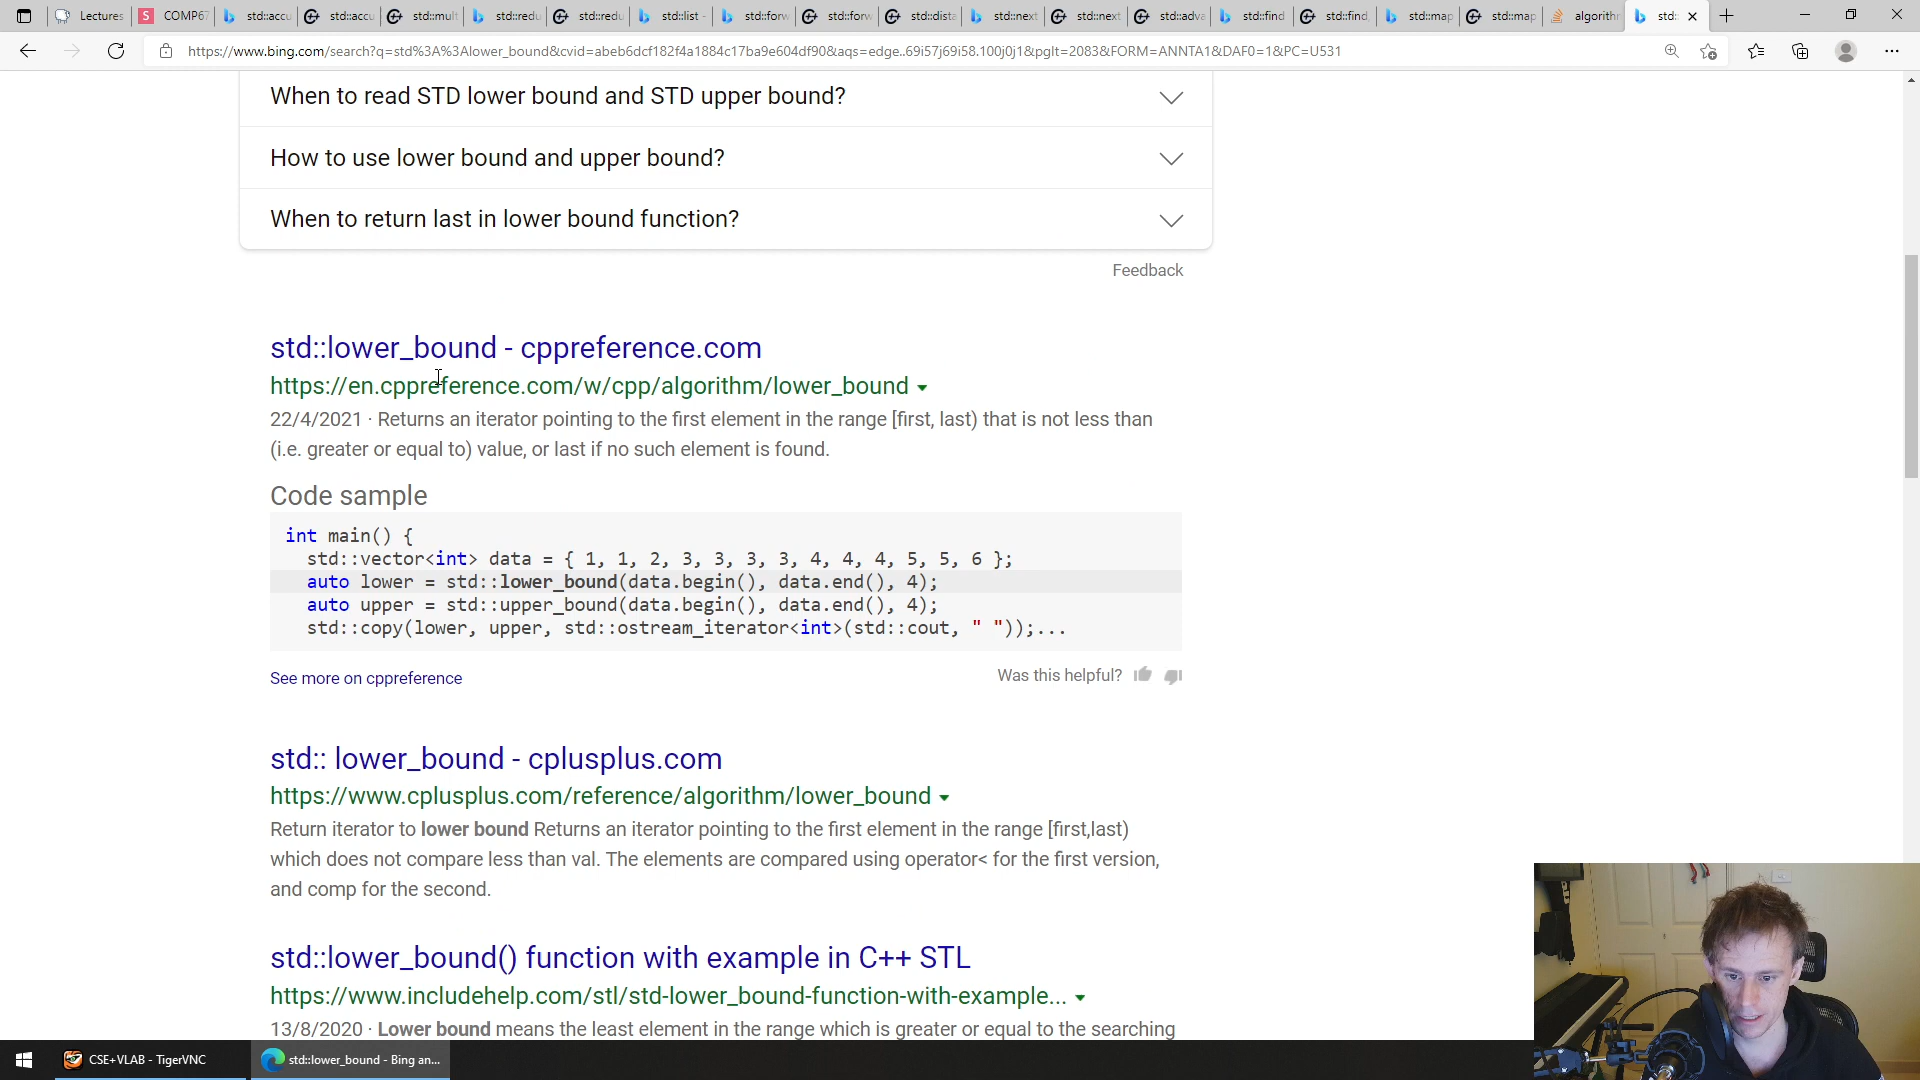 Lectures
COMP67
std::accu
std::accu
std::mult
std::redu
std::redu
std::list -
std::forw
std::forw
std::dista
std::next
std::next
std::adva
std::find
std::find,
std::map
std::map
algorithm
std:
https://www.bing.com/search?q=std%3A%3Alower_bound&cvid=abeb6dcf182f4a1884c17ba9e604df90&aqs=edge..69i57j69i58.100j0j1&pglt=2083&FORM=ANNTA1&DAF0=1&PC=U531
When to read STD lower bound and STD upper bound?
How to use lower bound and upper bound?
When to return last in lower bound function?
Feedback
std::lower_bound - cppreference.com
https://en.cppreference.com/w/cpp/algorithm/lower_bound
22/4/2021 · Returns an iterator pointing to the first element in the range [first, last) that is not less than
(i.e. greater or equal to) value, or last if no such element is found.
Code sample
int main() {
std::vector<int> data = { 1, 1, 2, 3, 3, 3, 3, 4, 4, 4, 5, 5, 6 };
auto lower = std::lower_bound(data.begin(), data.end(), 4);
auto upper = std::upper_bound(data.begin(), data.end(), 4);
std::copy(lower, upper, std::ostream_iterator<int>(std::cout, " "));...
See more on cppreference
Was this helpful?
std:: lower_bound - cplusplus.com
https://www.cplusplus.com/reference/algorithm/lower_bound
Return iterator to lower bound Returns an iterator pointing to the first element in the range [first,last)
which does not compare less than val. The elements are compared using operator< for the first version,
and comp for the second.
std::lower_bound() function with example in C++ STL
https://www.includehelp.com/stl/std-lower_bound-function-with-example...
13/8/2020 · Lower bound means the least element in the range which is greater or equal to the searching
CSE+VLAB - TigerVNC
std::lower_bound - Bing an...